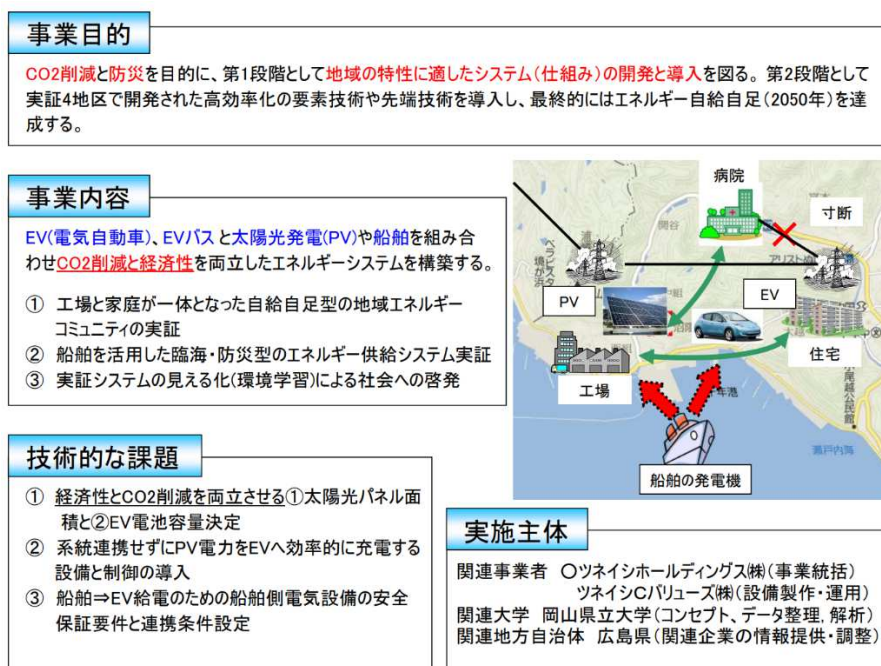 事業目的
CO2削減と防災を目的に、第1段階として地域の特性に適したシステム(仕組み)の開発と導入を図る。第2段階として
実証4地区で開発された高効率化の要素技術や先端技術を導入し、最終的にはエネルギー自給自足(2050年)を達
成する。
事業内容
EV(電気自動車)、EVバスと太陽光発電(PV)や船舶を組み合
わせCO2削減と経済性を両立したエネルギーシステムを構築する。
① 工場と家庭が一体となった自給自足型の地域エネルギー
コミュニティの実証
② 船舶を活用した臨海・防災型のエネルギー供給システム実証
③ 実証システムの見える化(環境学習)による社会への啓発
病院
寸断
関谷
PV
EV
住宅
工場
船舶の発電機
瀬戸内海
尾越公民館
技術的な課題
① 経済性とCO2削減を両立させる①太陽光パネル面
積と②EV電池容量決定
② 系統連携せずにPV電力をEVへ効率的に充電する
設備と制御の導入
③ 船舶⇒EV給電のための船舶側電気設備の安全
保証要件と連携条件設定
実施主体
関連事業者 ○ツネイシホールディングス㈱(事業統括)
ツネイシCバリューズ㈱(設備製作・運用)
関連大学 岡山県立大学(コンセプト、データ整理,解析)
関連地方自治体 広島県(関連企業の情報提供・調整)